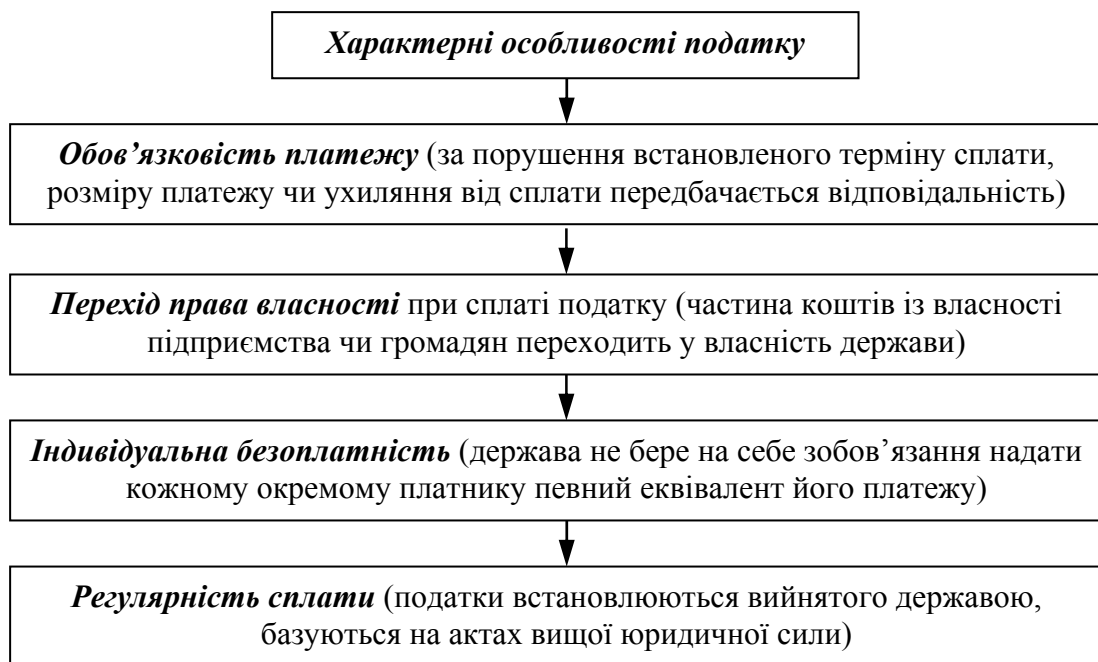 Характерні особливості податку
Обов’язковість платежу (за порушення встановленого терміну сплати,
розміру платежу чи ухиляння від сплати передбачається відповідальність)
Перехід права власності при сплаті податку (частина коштів із власності
підприємства чи громадян переходить у власність держави)
Індивідуальна безоплатність (держава не бере на себе зобов’язання надати
кожному окремому платнику певний еквівалент його платежу)
Регулярність сплати (податки встановлюються вийнятого державою,
базуються на актах вищої юридичної сили)